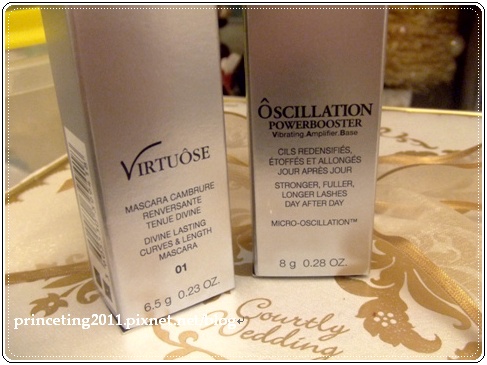 VIRTUÔSE
MASCARA CAMBRURE
RENVERSANTE
TENUE DIVINE
DIVINE LASTING
CURVES & LENGTH
MASCARA
01
6.5 g 0.23 OZ.
ÔSCILLATION
POWERBOOSTER
Vibrating.Amplifier.Base
CILS REDENSIFIÉS,
ÉTOFFÉS ET ALLONGÉS
JOUR APRÈS JOUR
STRONGER, FULLER,
LONGER LASHES
DAY AFTER DAY
MICRO-OSCILLATION™
8 g 0.28 OZ.
Courtly
Wedding
princeting2011.pixnet.net/blog